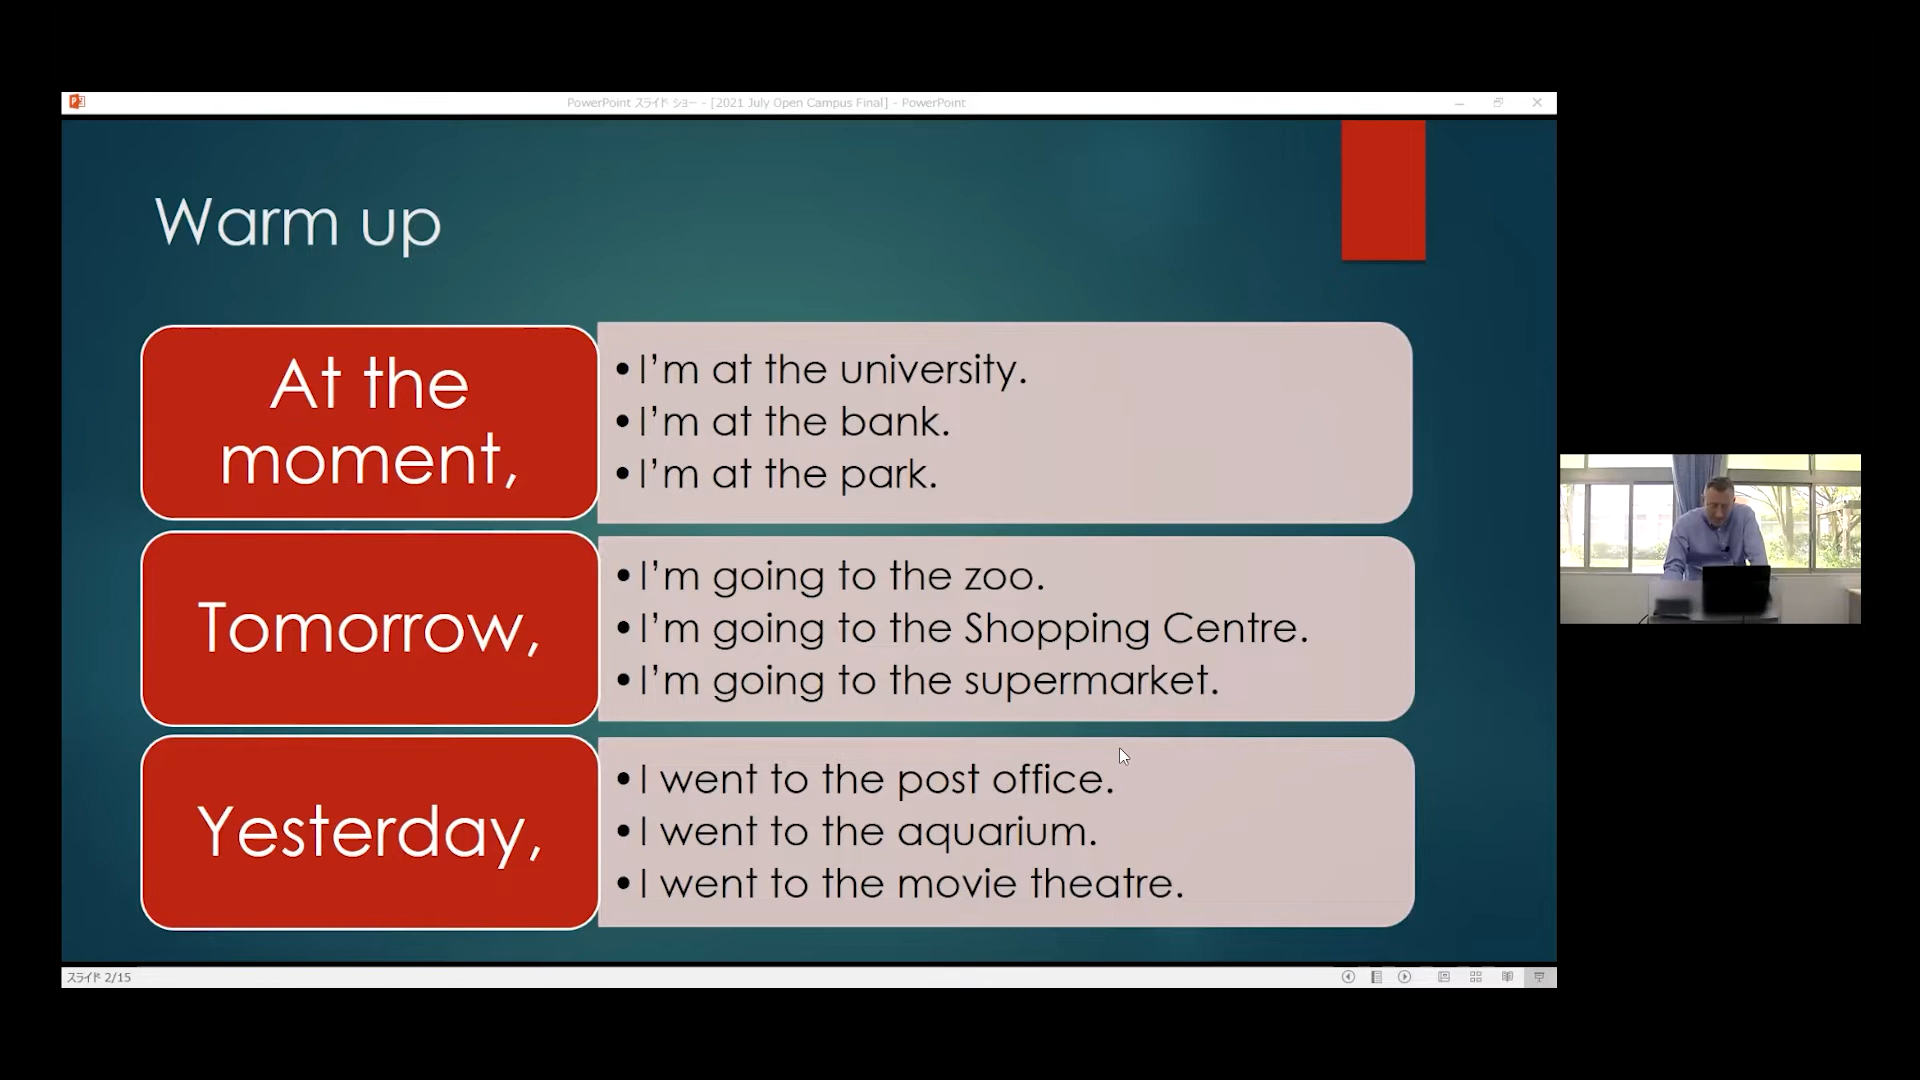 PowerPoint スライド ショー - [2021 July Open Campus Final] - PowerPoint
Warm up
At the
moment,
•I’m at the university.
•I’m at the bank.
•I’m at the park.
Tomorrow,
•I’m going to the zoo.
•I’m going to the Shopping Centre.
•I’m going to the supermarket.
Yesterday,
•I went to the post office.
•I went to the aquarium.
•I went to the movie theatre.
スライド 2/15